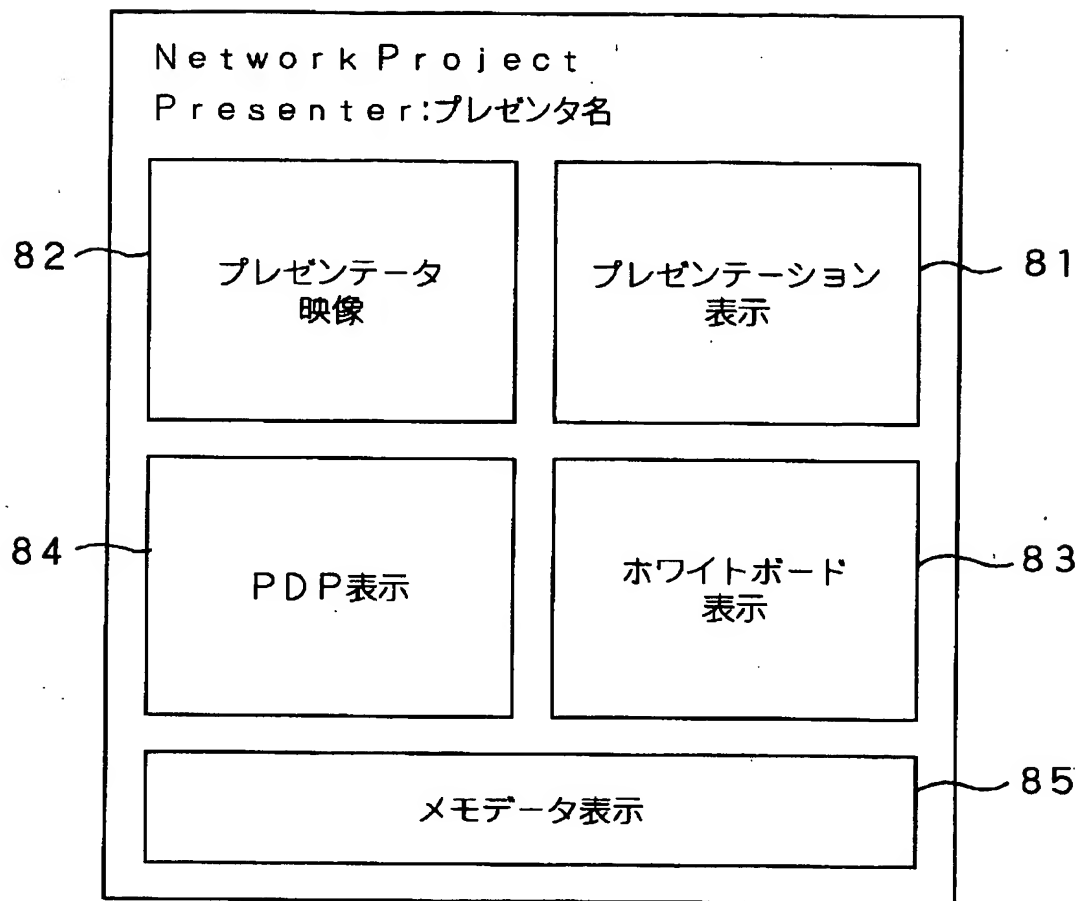 Network Project
Presenter:プレゼンタ名
82
プレゼンテータ
映像
プレゼンテーション
表示
81
84
PDP表示
ホワイトボード
表示
83
メモデータ表示
85